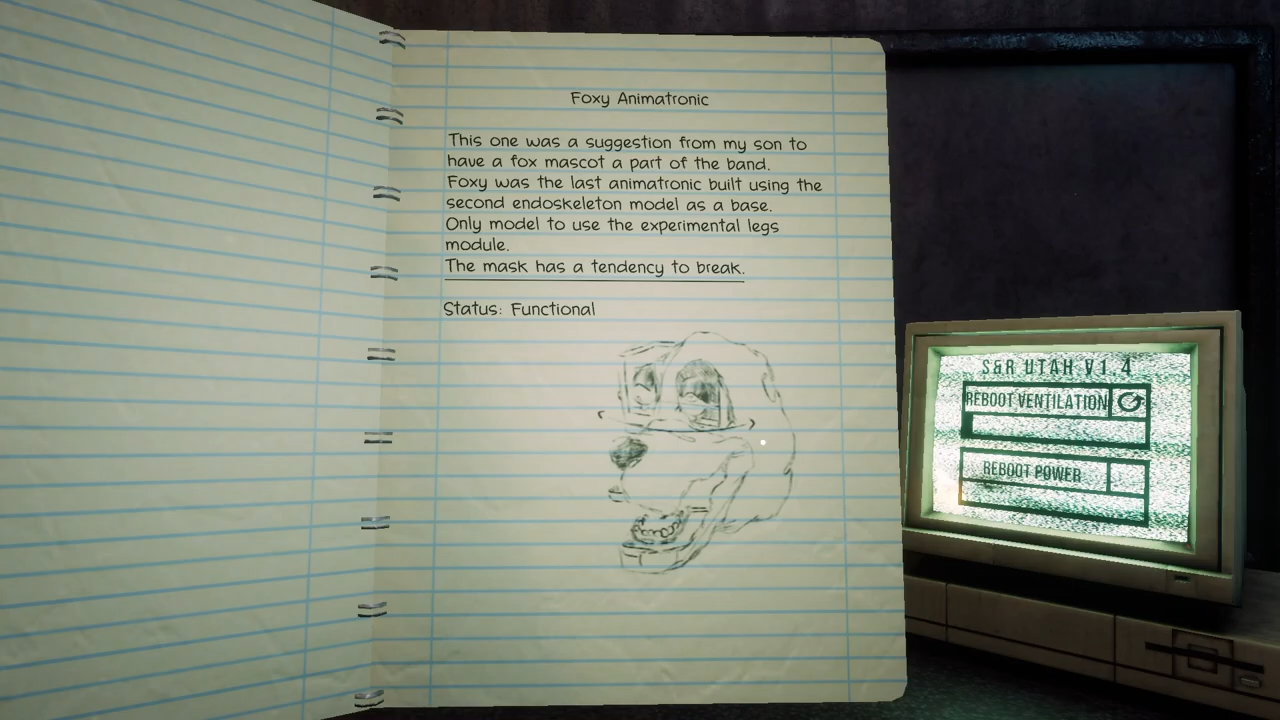 Foxy Animatronic
This one was a suggestion from my son to
have a fox mascot a part of the band.
Foxy was the last animatronic built using the
second endoskeleton model as a base.
Only model to use the experimental legs
module.
The mask has a tendency to break.
Status: Functional
S&R UTAH V1.4
REBOOT VENTILATION
REBOOT POWER